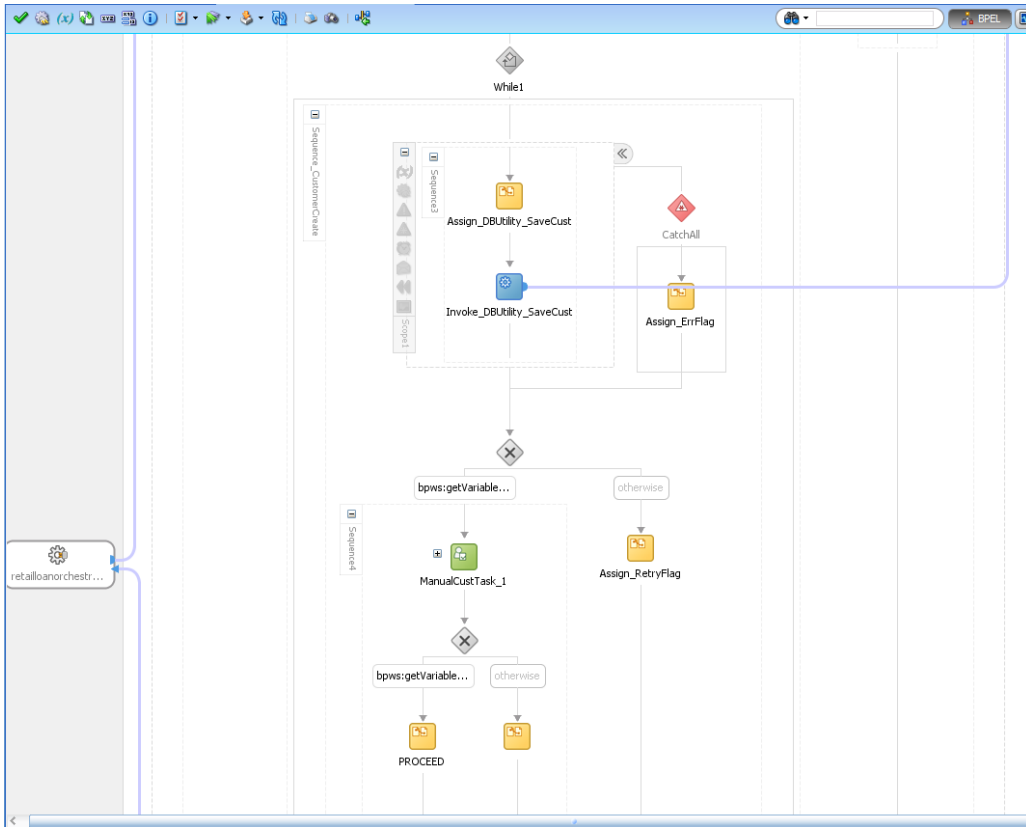 BPEL
While1
Sequence_CustomerCreate
Sequence3
Assign_DBUtility_SaveCust
CatchAll
Invoke_DBUtility_SaveCust
Assign_ErrFlag
Scope1
bpws:getVariable...
otherwise
Sequence4
retailloanorchestr...
ManualCustTask_1
Assign_RetryFlag
bpws:getVariable...
otherwise
PROCEED